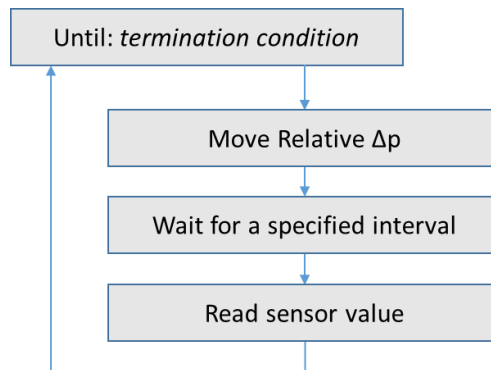 Until: termination condition
Move Relative Δp
Wait for a specified interval
Read sensor value